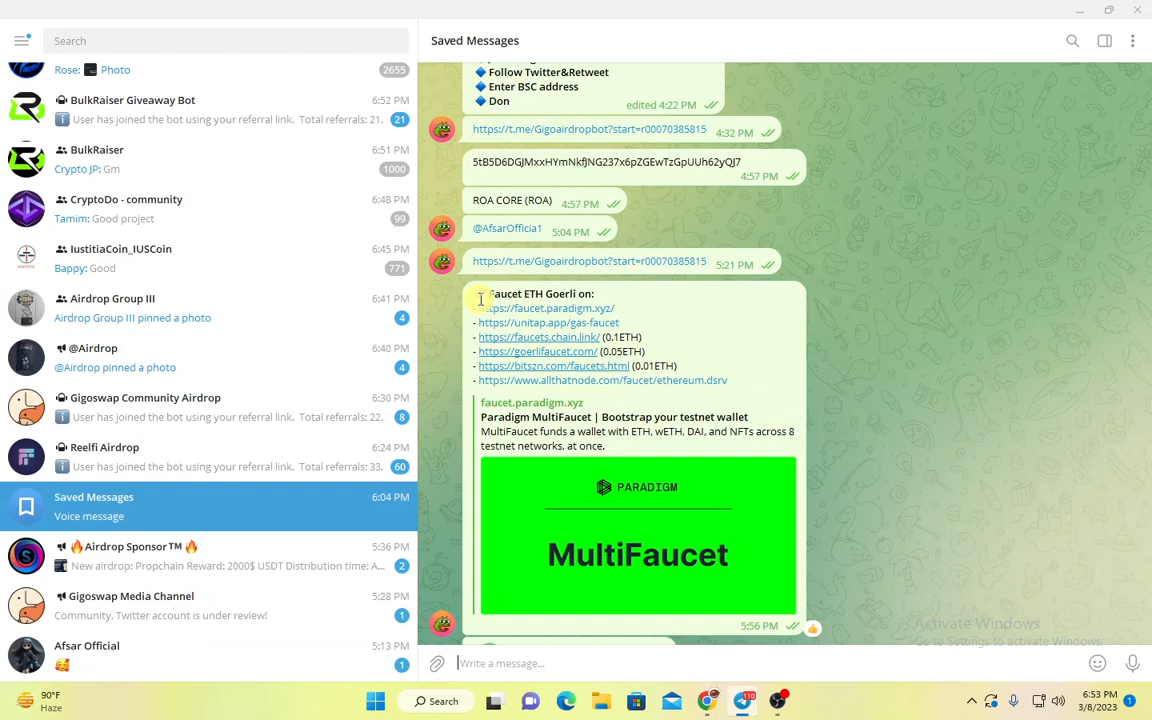 Search
Saved Messages
Rose: Photo
2655
BulkRaiser Giveaway Bot
6:52 PM
User has joined the bot using your referral link. Total referrals: 21.
21
BulkRaiser
6:51 PM
Crypto JP: Gm
1000
CryptoDo - community
6:48 PM
Tamim: Good project
99
IustitiaCoin_IUSCoin
6:45 PM
Bappy: Good
771
Airdrop Group III
6:41 PM
Airdrop Group III pinned a photo
4
@Airdrop
6:40 PM
@Airdrop pinned a photo
4
Gigoswap Community Airdrop
6:30 PM
User has joined the bot using your referral link. Total referrals: 22.
8
Reelfi Airdrop
6:24 PM
User has joined the bot using your referral link. Total referrals: 33.
60
Saved Messages
6:04 PM
Voice message
🔥Airdrop Sponsor™🔥
5:36 PM
New airdrop: Propchain Reward: 2000$ USDT Distribution time: A...
2
Gigoswap Media Channel
5:28 PM
Community, Twitter account is under review!
1
Afsar Official
5:13 PM
🥰
1
🔷Follow Twitter&Retweet
🔷Enter BSC address
🔷Don
edited 4:22 PM
https://t.me/Gigoairdropbot?start=r00070385815 4:32 PM
5tB5D6DGJMxxHYmNkfJNG237x6pZGEwTzGpUUh62yQJ7
4:57 PM
ROA CORE (ROA) 4:57 PM
@AfsarOfficia1 5:04 PM
https://t.me/Gigoairdropbot?start=r00070385815 5:21 PM
Faucet ETH Goerli on:
https://faucet.paradigm.xyz/
- https://unitap.app/gas-faucet
- https://faucets.chain.link/ (0.1ETH)
- https://goerlifaucet.com/ (0.05ETH)
- https://bitszn.com/faucets.html (0.01ETH)
- https://www.allthatnode.com/faucet/ethereum.dsrv
faucet.paradigm.xyz
Paradigm MultiFaucet | Bootstrap your testnet wallet
MultiFaucet funds a wallet with ETH, wETH, DAI, and NFTs across 8
testnet networks, at once.
PARADIGM
MultiFaucet
5:56 PM
Activate Windows
Go to Settings to activate Windows.
Write a message...
90°F
Haze
Search
110
6:53 PM
3/8/2023
1